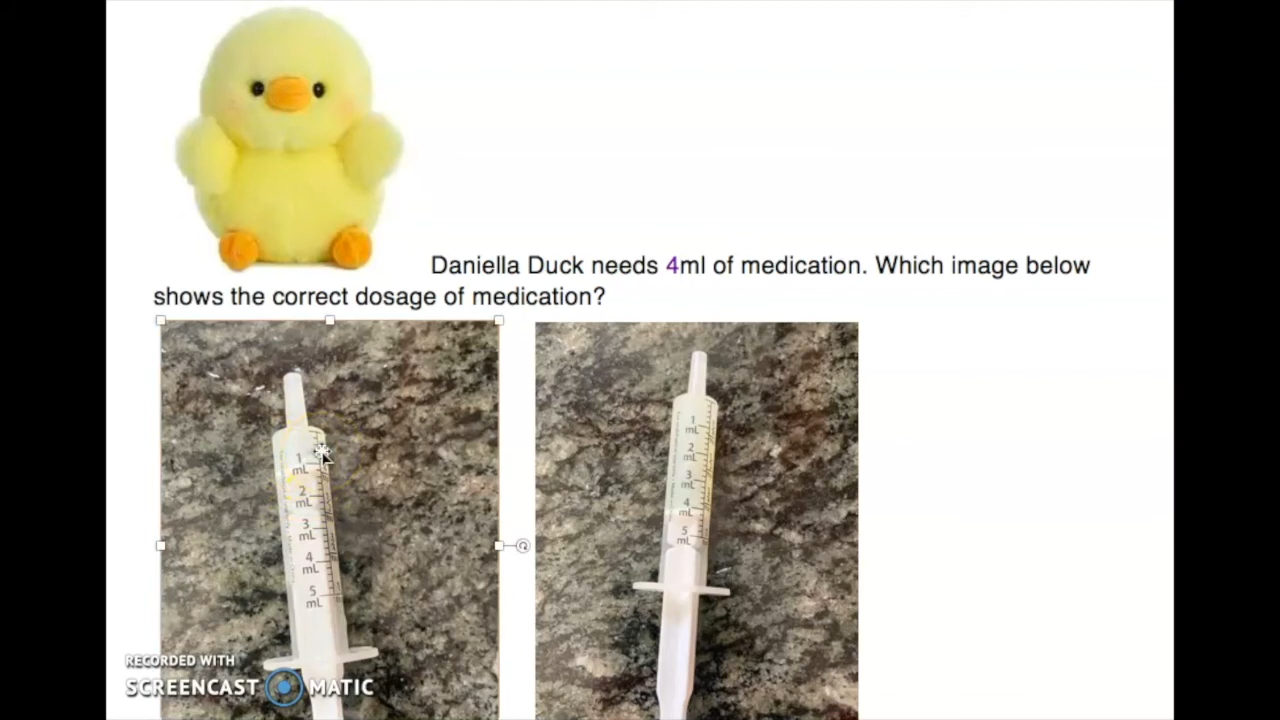 Daniella Duck needs 4ml of medication. Which image below
shows the correct dosage of medication?
1
mL
2
mL
3
mL
4
mL
5
mL
1
mL
2
mL
3
mL
4
mL
5
mL
RECORDED WITH
SCREENCAST MATIC